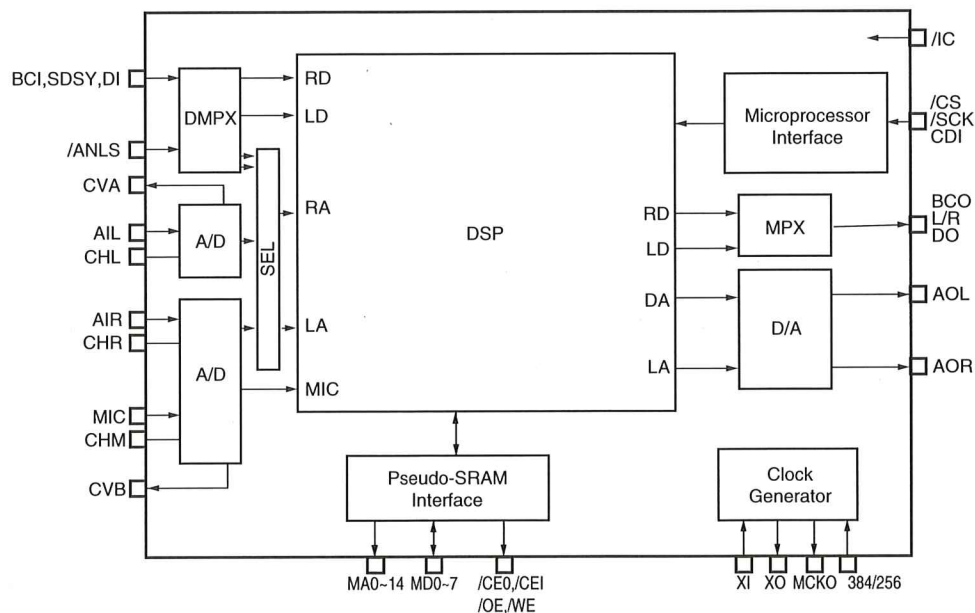 /IC
BCI,SDSY,DI
/ANLS
CVA
AIL
CHL
AIR
CHR
MIC
CHM
CVB
DMPX
A/D
A/D
SEL
RD
LD
RA
LA
MIC
DSP
RD
LD
DA
LA
Microprocessor
Interface
/CS
/SCK
CDI
MPX
BCO
L/R
DO
D/A
AOL
AOR
Pseudo-SRAM
Interface
MA0~14
MD0~7
/CE0,/CEI
/OE,/WE
Clock
Generator
XI
XO
MCKO
384/256